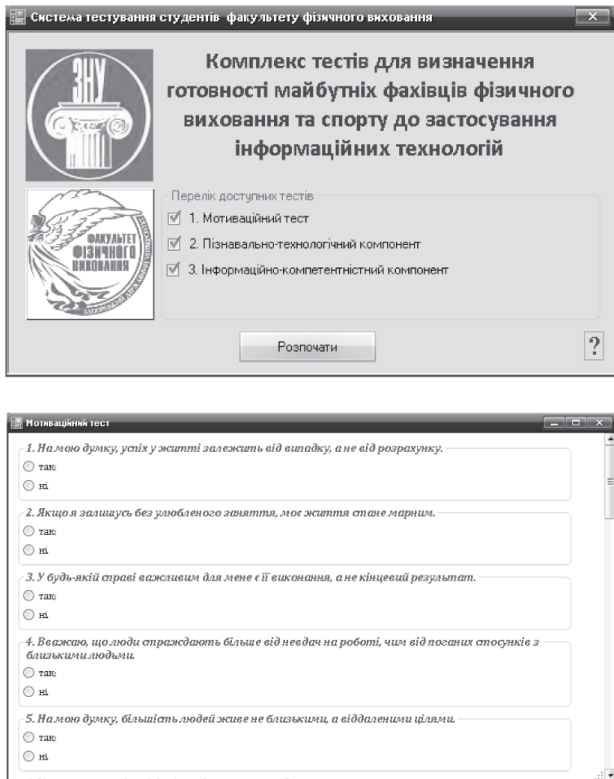 Система тестування студентів факультету фізичного виховання
ЗНУ
Комплекс тестів для визначення
готовності майбутніх фахівців фізичного
виховання та спорту до застосування
інформаційних технологій
ФАКУЛЬТЕТ
ФІЗИЧНОГО
ВИХОВАННЯ
Перелік доступних тестів
1. Мотиваційний тест
2. Пізнавально-технологічний компонент
3. Інформаційно-компетентністний компонент
Розпочати
?
Мотиваційний тест
1. На мою думку, успіх у житті залежить від випадку, а не від розрахунку.
так
ні
2. Якщо я залишусь без улюбленого заняття, моє життя стане марним.
так
ні
3. У будь-якій справі важливим для мене є її виконання, а не кінцевий результат.
так
ні
4. Вважаю, що люди страждають більше від невдач на роботі, чим від поганих стосунків з
близькими людьми.
так
ні
5. На мою думку, більшість людей живе не близькими, а віддаленими цілями.
так
ні